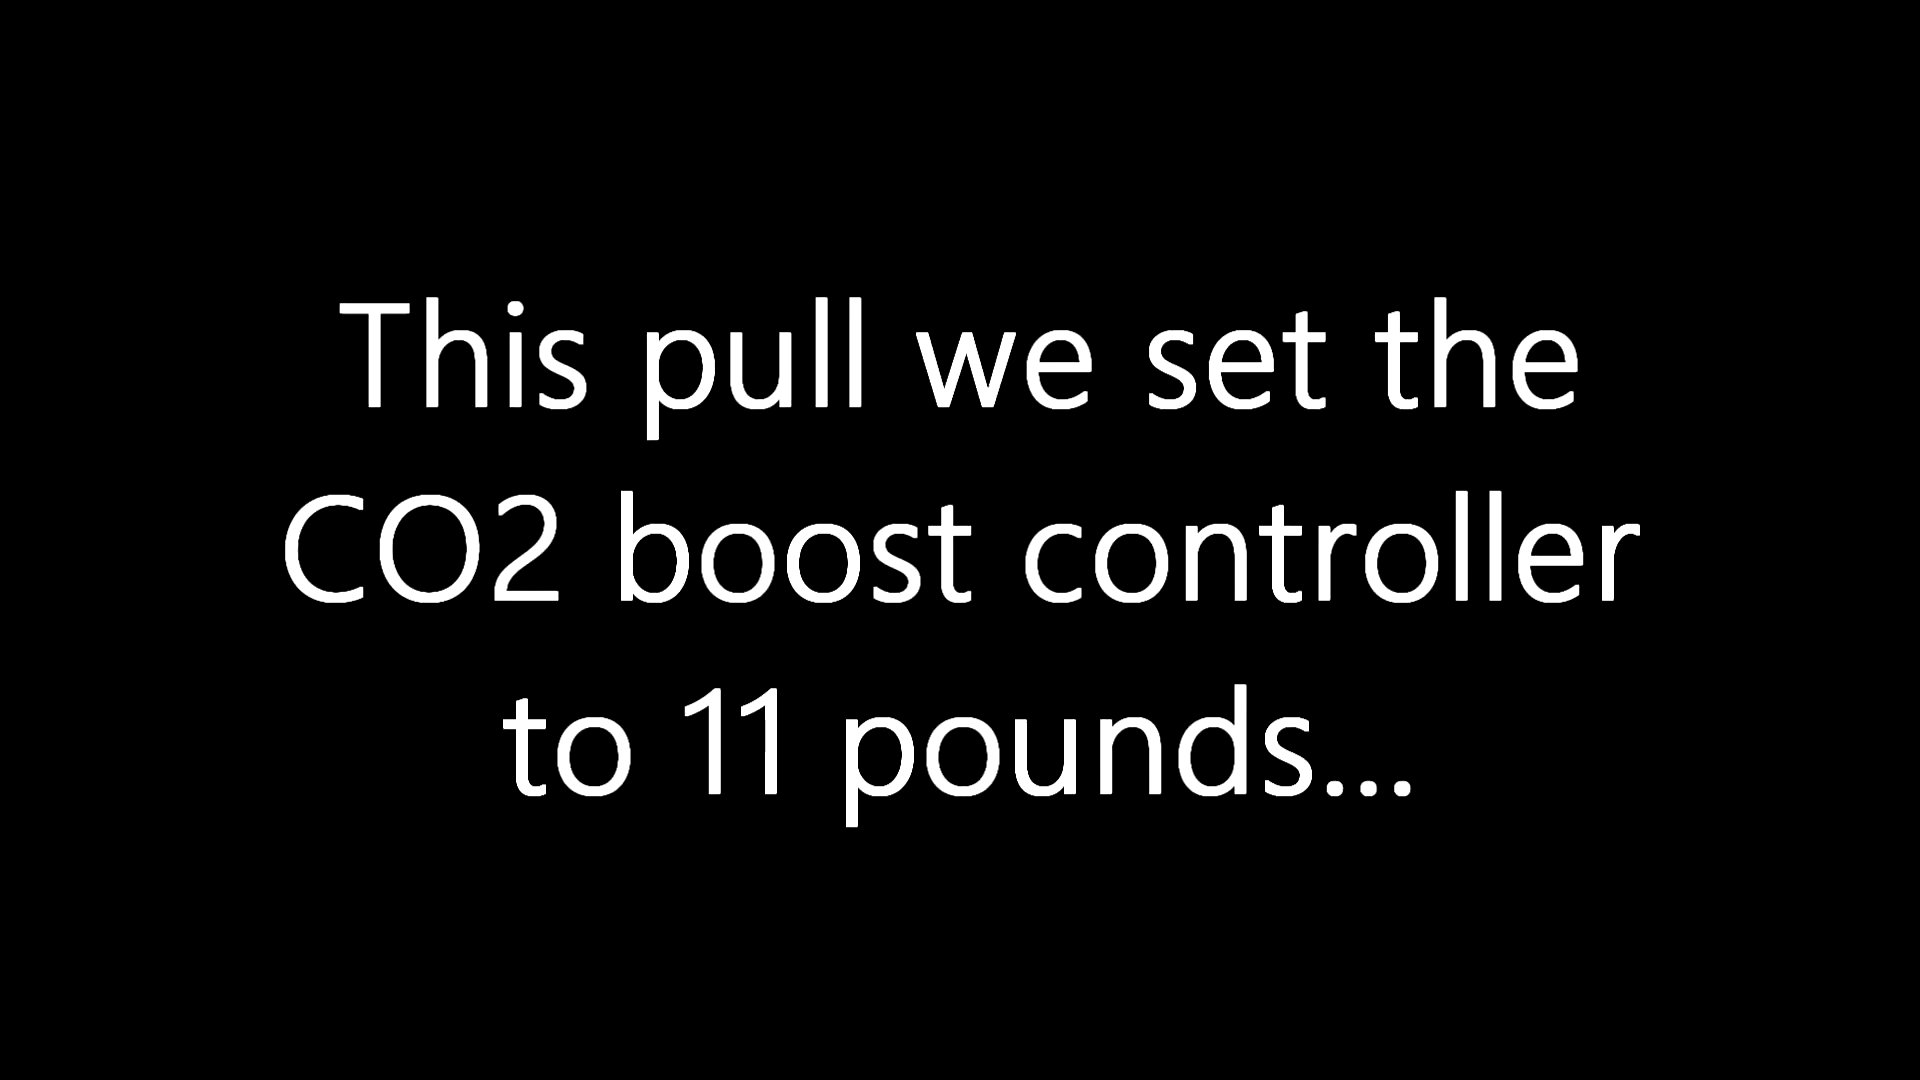 This pull we set the
CO2 boost controller
to 11 pounds...